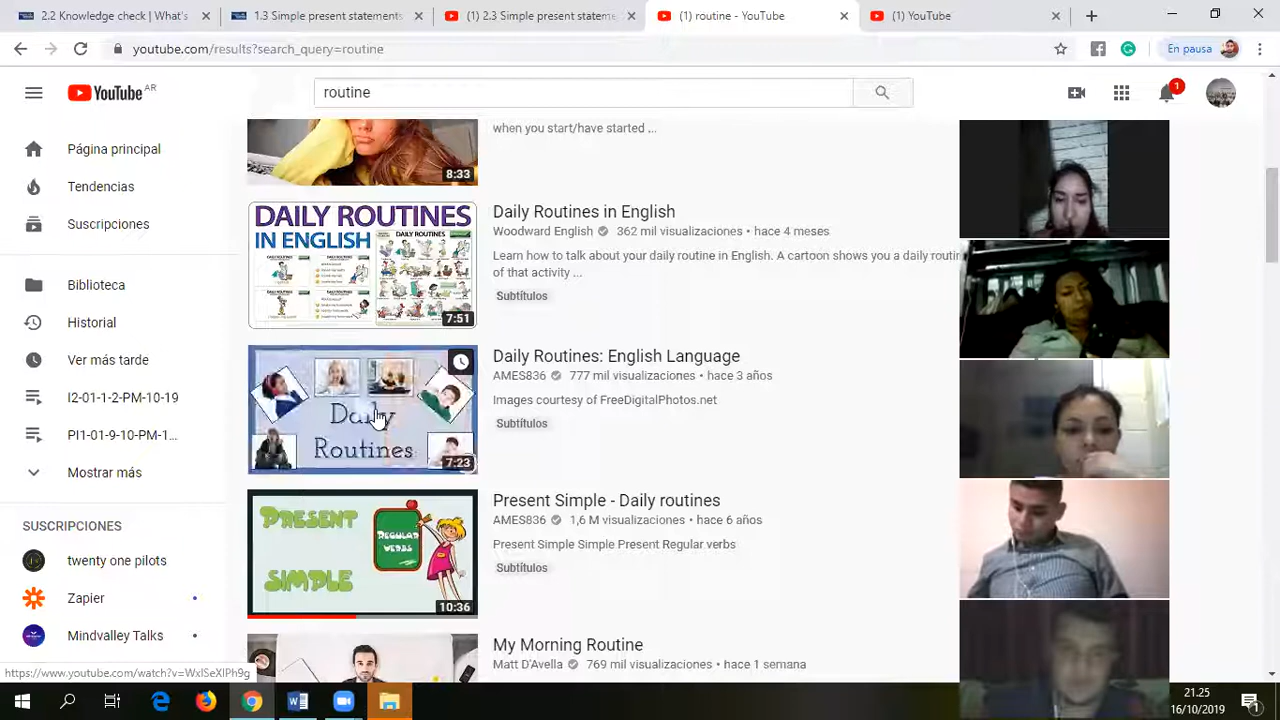 1.3 Simple present statements
2.3 Simple present stateme
(1) routine - YouTube
(1) YouTube
youtube.com/results?search_query=routine
En pausa
YouTube AR
routine
1
Página principal
Tendencias
Suscripciones
Biblioteca
Historial
Ver más tarde
I2-01-1-2-PM-10-19
PI1-01-9-10-PM-1...
Mostrar más
SUSCRIPCIONES
twenty one pilots
Zapier
Mindvalley Talks
when you start/have started ...
8:33
DAILY ROUTINES
IN ENGLISH
DAILY ROUTINES
7:51
Daily Routines in English
Woodward English 362 mil visualizaciones • hace 4 meses
Learn how to talk about your daily routine in English. A cartoon shows you a daily routin
of that activity ...
Subtítulos
Daily
Routines
7:23
Daily Routines: English Language
AMES836 777 mil visualizaciones • hace 3 años
Images courtesy of FreeDigitalPhotos.net
Subtítulos
PRESENT
SIMPLE
REGULAR
VERBS
10:36
Present Simple - Daily routines
AMES836 1,6 M visualizaciones • hace 6 años
Present Simple Simple Present Regular verbs
Subtítulos
My Morning Routine
Matt D'Avella 769 mil visualizaciones • hace 1 semana
https://www.youtube.com/watch?v=WxISeXIPh9g
21.25
16/10/2019
1